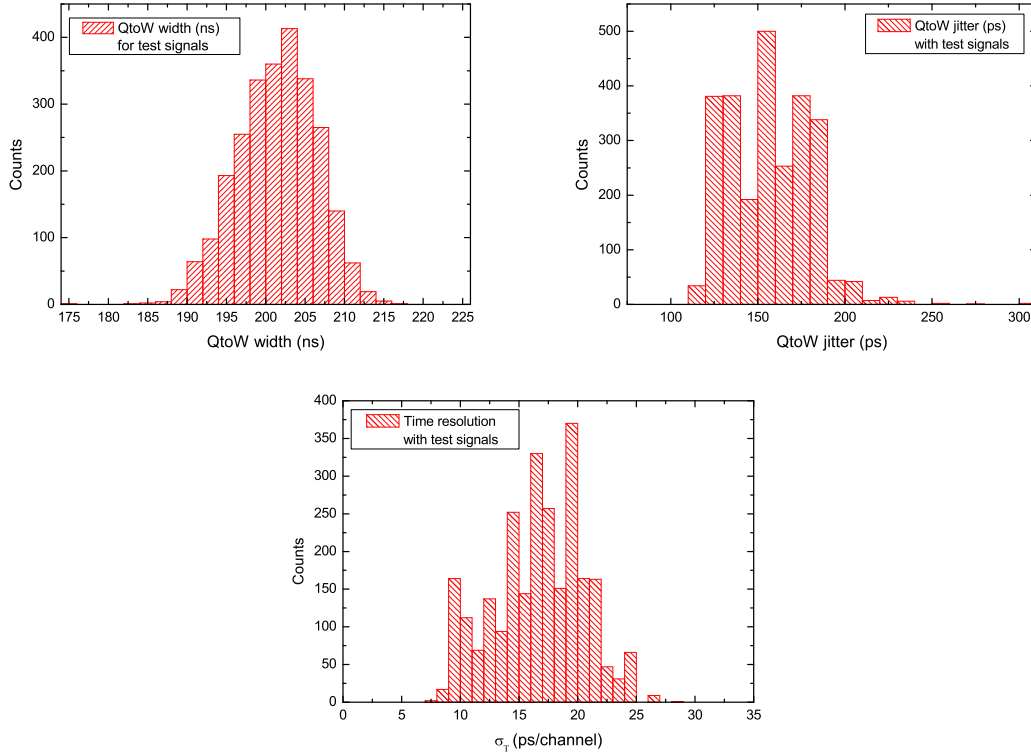 QtoW width (ns)
for test signals
Counts
400
300
200
100
0
175 180 185 190 195 200 205 210 215 220 225
QtoW width (ns)
QtoW jitter (ps)
with test signals
Counts
500
400
300
200
100
0
100 150 200 250 300
QtoW jitter (ps)
Time resolution
with test signals
Counts
400
350
300
250
200
150
100
50
0
0 5 10 15 20 25 30 35
σT (ps/channel)